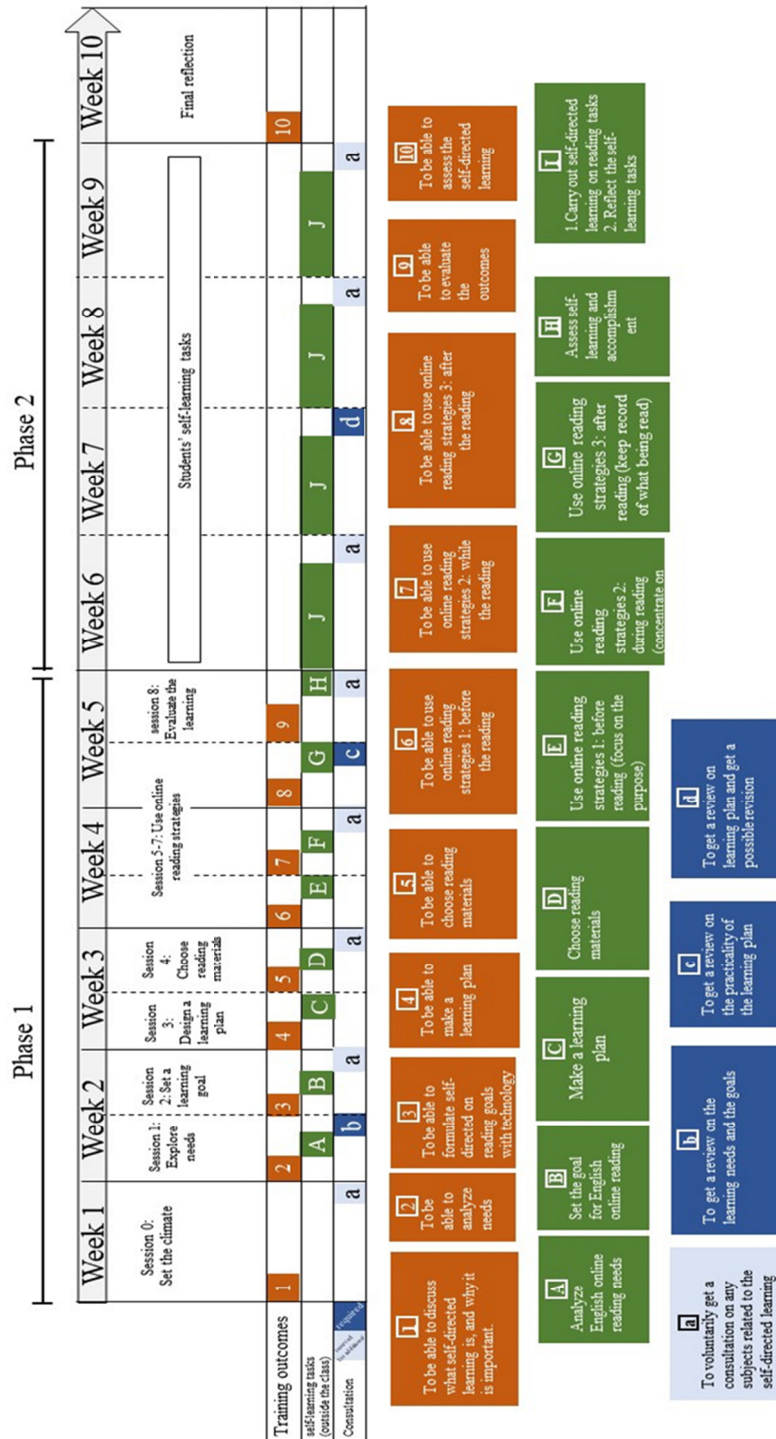 Phase 1
Phase 2
Week 1
Week 2
Week 3
Week 4
Week 5
Week 6
Week 7
Week 8
Week 9
Week 10
Session 0:
Set the climate
Session 1:
Explore
needs
Session
2: Set a
learning
goal
Session
3:
Design a
learning
plan
Session
4:
Choose
reading
materials
Session 5-7: Use online
reading strategies
session 8:
Evaluate the
learning
Students' self-learning tasks
Final reflection
Training outcomes
1
2
3
4
5
6
7
8
9
10
self-learning tasks
(outside the class)
A
B
C
D
E
F
G
H
J
J
J
J
Consultation
required
a
b
a
a
a
c
a
a
d
a
a
1
To be able to discuss
what self-directed
learning is, and why it
is important.
2
To be
able to
analyze
needs
3
To be able to
formulate self-
directed on
reading goals
with technology
4
To be able to
make a
learning plan
5
To be able to
choose reading
materials
6
To be able to use
online reading
strategies 1: before
the reading
7
To be able to use
online reading
strategies 2: while
the reading
8
To be able to use online
reading strategies 3: after
the reading
9
To be able
to evaluate
the
outcomes
10
To be able to
assess the
self-directed
learning
A
Analyze
English online
reading needs
B
Set the goal
for English
online reading
C
Make a learning
plan
D
Choose reading
materials
E
Use online reading
strategies 1: before
reading (focus on the
purpose)
F
Use online
reading
strategies 2:
during reading
(concentrate on
G
Use online reading
strategies 3: after
reading (keep record
of what being read)
H
Assess self-
learning and
accomplishm
ent
I
1.Carry out self-directed
learning on reading tasks
2. Reflect the self-
learning tasks
a
To voluntarily get a
consultation on any
subjects related to the
self-directed learning
b
To get a review on the
learning needs and the goals
c
To get a review on
the practicality of
the learning plan
d
To get a review on
learning plan and get a
possible revision